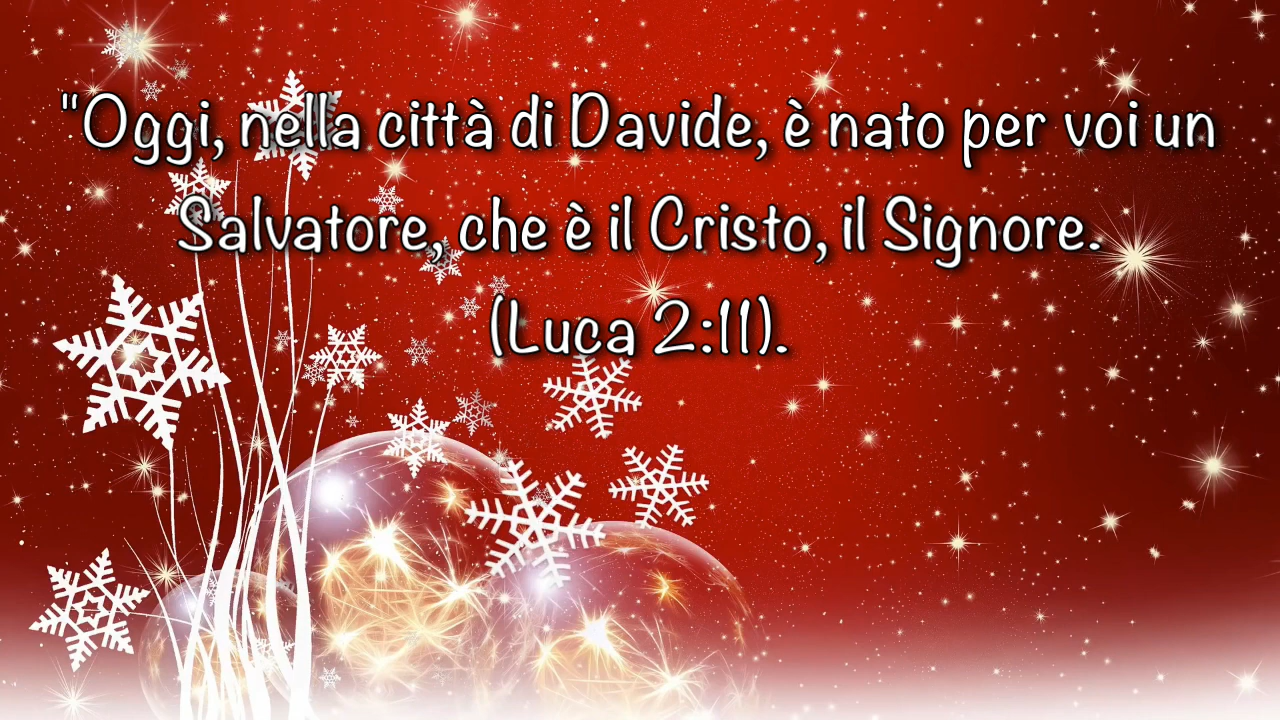 "Oggi, nella città di Davide, è nato per voi un
Salvatore, che è il Cristo, il Signore.
(Luca 2:11).